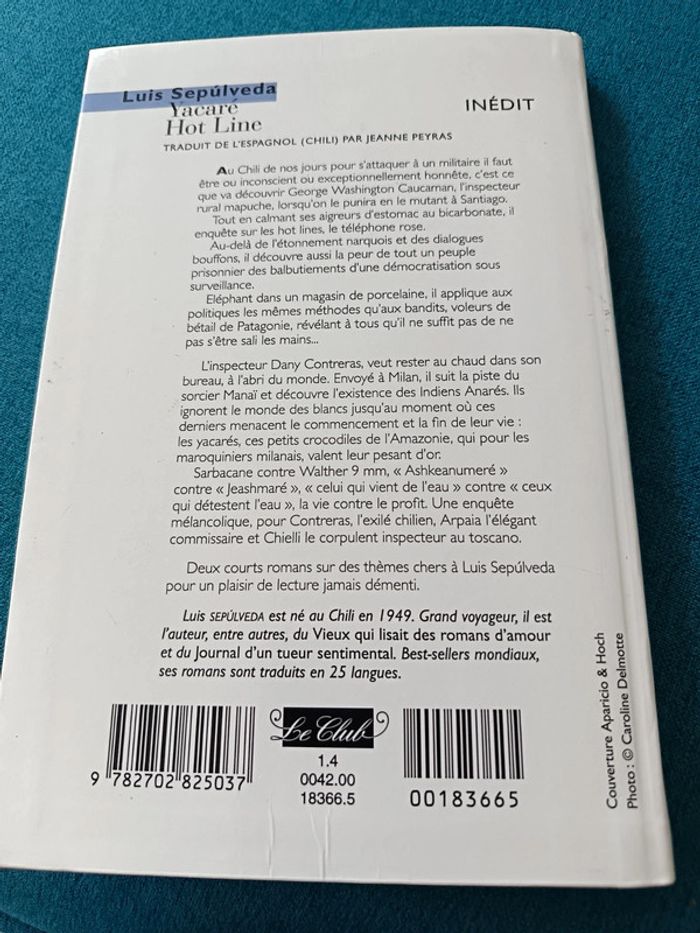 Luis Sepúlveda
Yacaré
Hot Line
INÉDIT
TRADUIT DE L'ESPAGNOL (CHILI) PAR JEANNE PEYRAS
Au Chili de nos jours pour s'attaquer à un militaire il faut
être ou inconscient ou exceptionnellement honnête, c'est ce
que va découvrir George Washington Caucaman, l'inspecteur
rural mapuche, lorsqu'on le punira en le mutant à Santiago.
Tout en calmant ses aigreurs d'estomac au bicarbonate, il
enquête sur les hot lines, le téléphone rose.
Au-delà de l'étonnement narquois et des dialogues
bouffons, il découvre aussi la peur de tout un peuple
prisonnier des balbutiements d'une démocratisation sous
surveillance.
Eléphant dans un magasin de porcelaine, il applique aux
politiques les mêmes méthodes qu'aux bandits, voleurs de
bétail de Patagonie, révélant à tous qu'il ne suffit pas de ne
pas s'être sali les mains...
L'inspecteur Dany Contreras, veut rester au chaud dans son
bureau, à l'abri du monde. Envoyé à Milan, il suit la piste du
sorcier Manaï et découvre l'existence des Indiens Anarés. Ils
ignorent le monde des blancs jusqu'au moment où ces
derniers menacent le commencement et la fin de leur vie :
les yacarés, ces petits crocodiles de l'Amazonie, qui pour les
maroquiniers milanais, valent leur pesant d'or.
Sarbacane contre Walther 9 mm, « Ashkeanumeré »
contre « Jeashmaré », « celui qui vient de l'eau » contre « ceux
qui détestent l'eau », la vie contre le profit. Une enquête
mélancolique, pour Contreras, l'exilé chilien, Arpaia l'élégant
commissaire et Chielli le corpulent inspecteur au toscano.
Deux courts romans sur des thèmes chers à Luis Sepúlveda
pour un plaisir de lecture jamais démenti.
Luis SEPÚLVEDA est né au Chili en 1949. Grand voyageur, il est
l'auteur, entre autres, du Vieux qui lisait des romans d'amour
et du Journal d'un tueur sentimental. Best-sellers mondiaux,
ses romans sont traduits en 25 langues.
Le Club
1.4
0042.00
18366.5
9 782702 825037
00183665
Couverture Aparicio & Hoch
Photo : © Caroline Delmotte